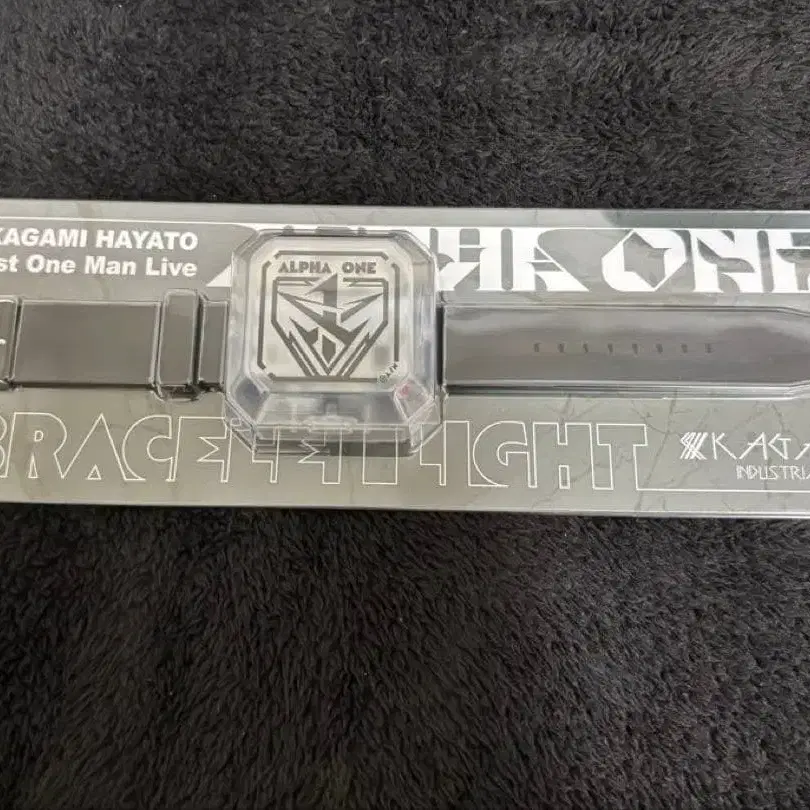 KAGAMI HAYATO
st One Man Live
ALPHA ONE
ALPHA ONE
BRACELET LIGHT
KAGA
INDUSTRIA